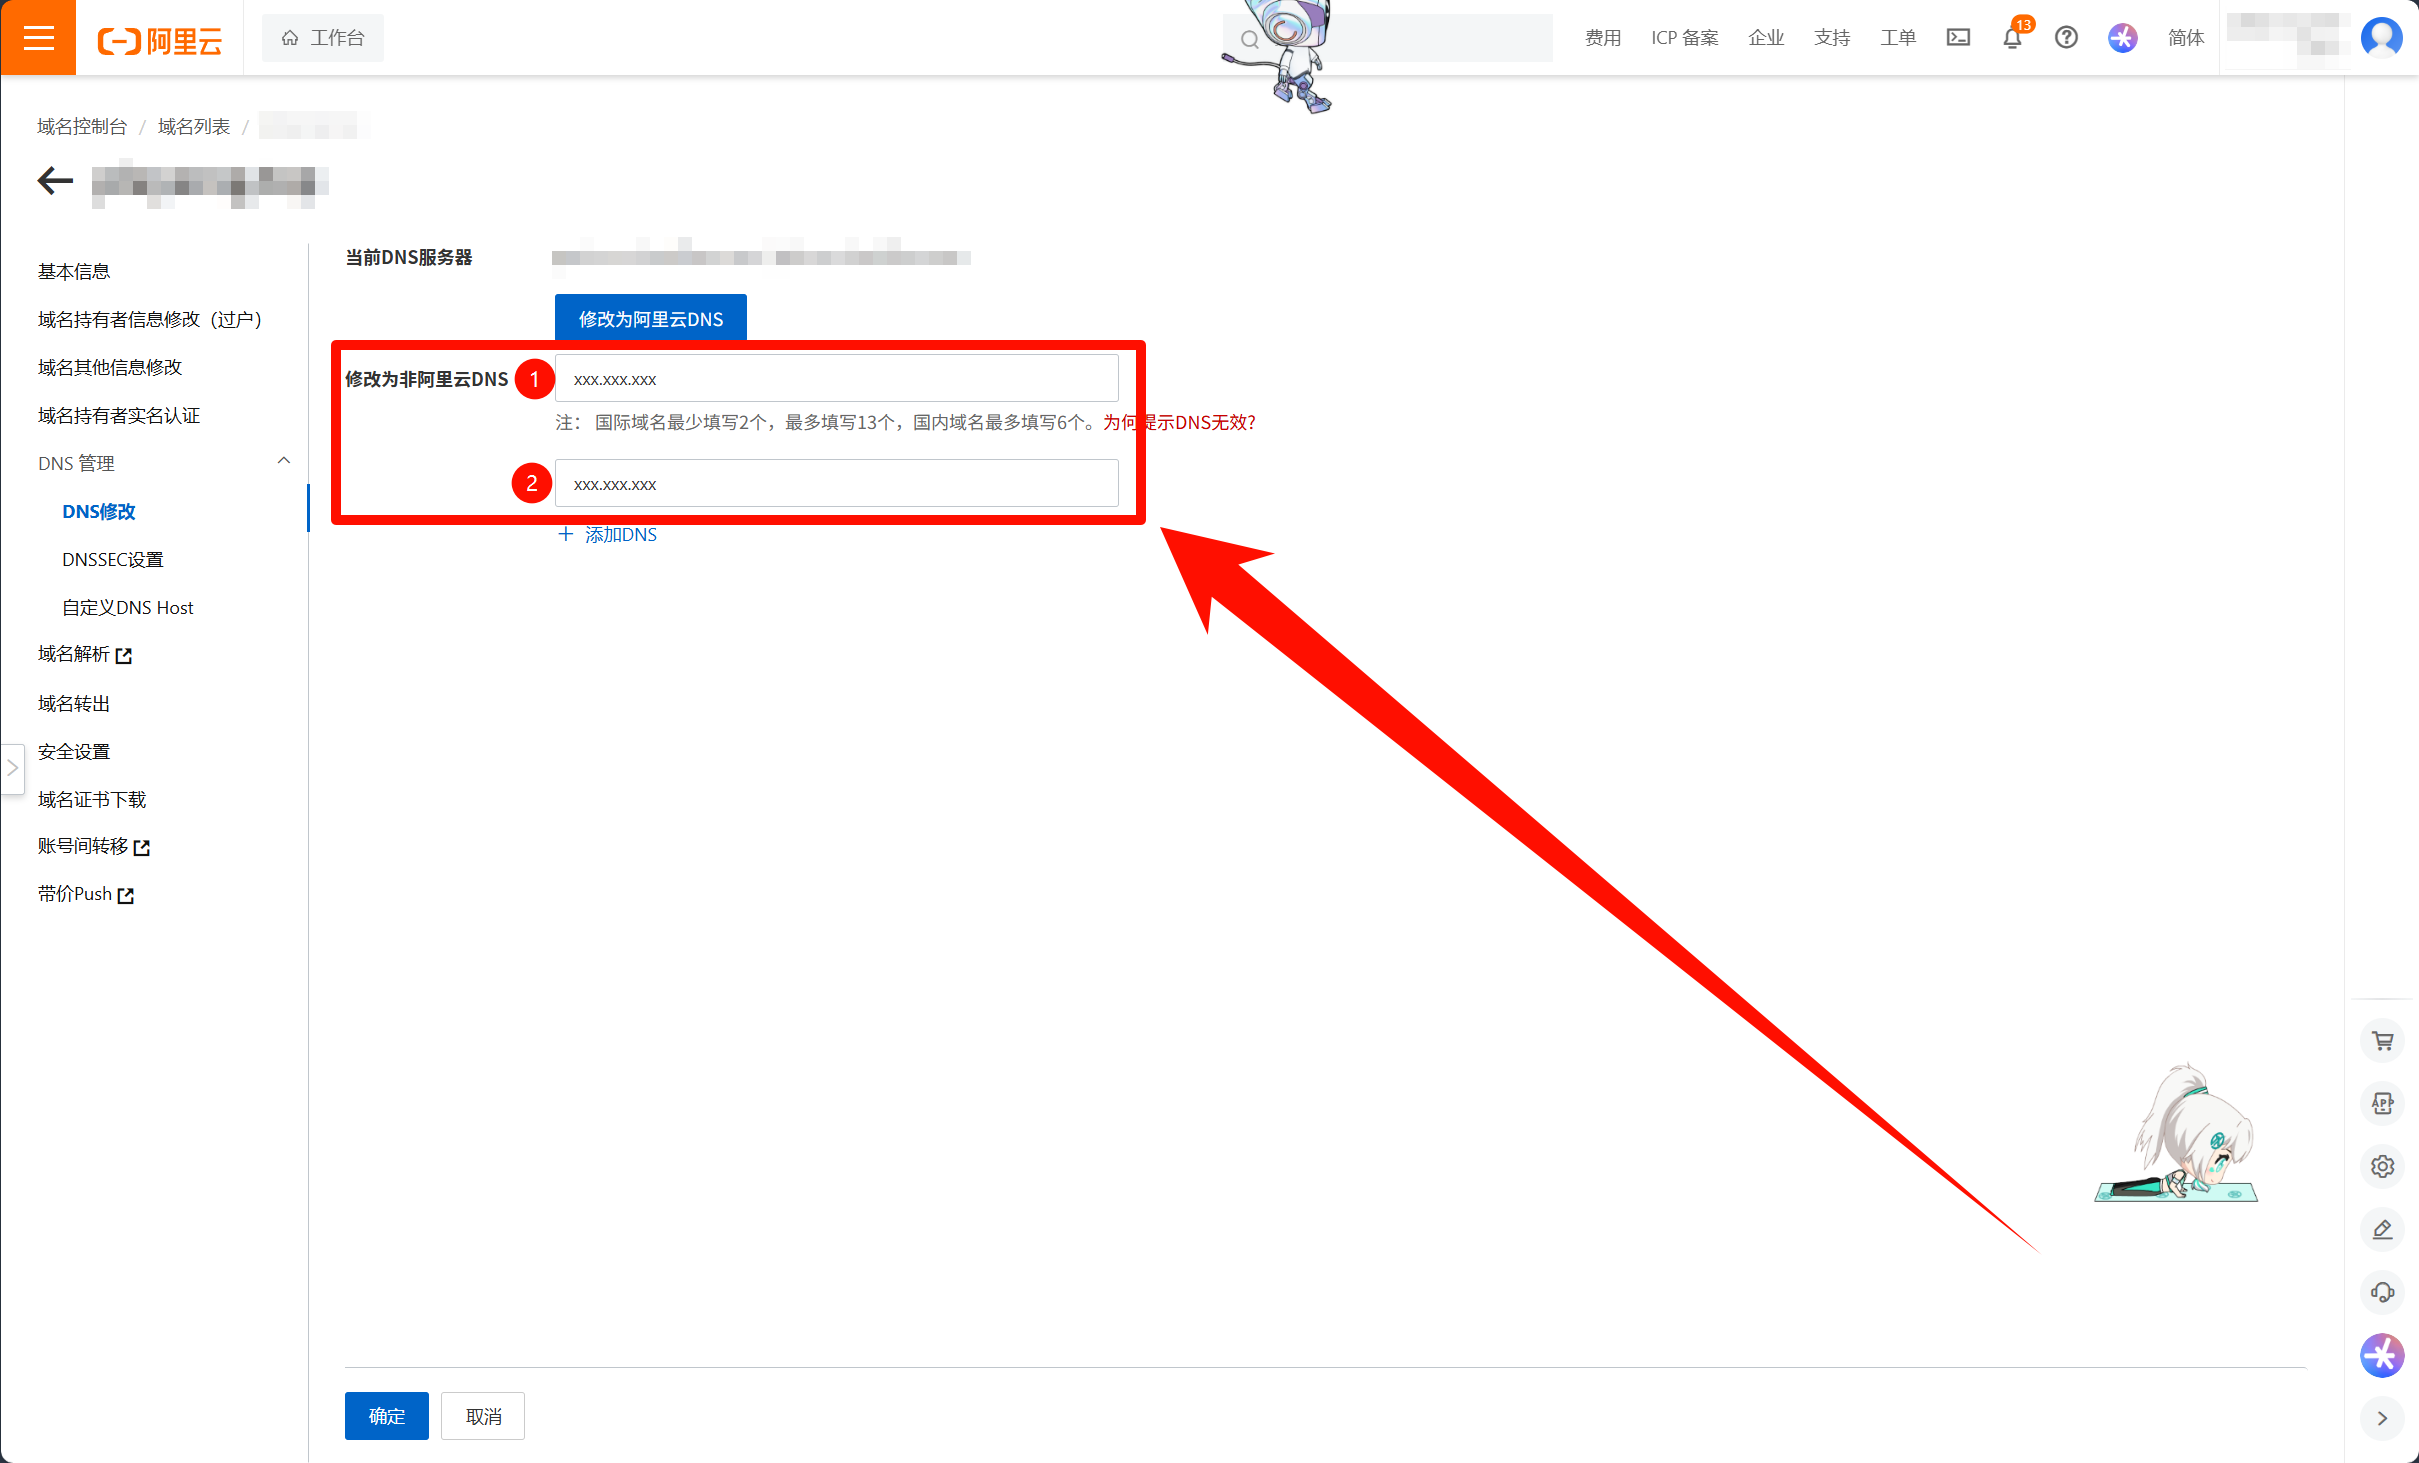 阿里云
工作台
费用
ICP 备案
企业
支持
工单
13
简体
域名控制台 / 域名列表 /
基本信息
域名持有者信息修改（过户）
域名其他信息修改
域名持有者实名认证
DNS 管理
DNS修改
DNSSEC设置
自定义DNS Host
域名解析
域名转出
安全设置
域名证书下载
账号间转移
带价Push
当前DNS服务器
修改为阿里云DNS
修改为非阿里云DNS
1
xxx.xxx.xxx
注： 国际域名最少填写2个，最多填写13个，国内域名最多填写6个。为何提示DNS无效?
2
xxx.xxx.xxx
+ 添加DNS
确定
取消
APP